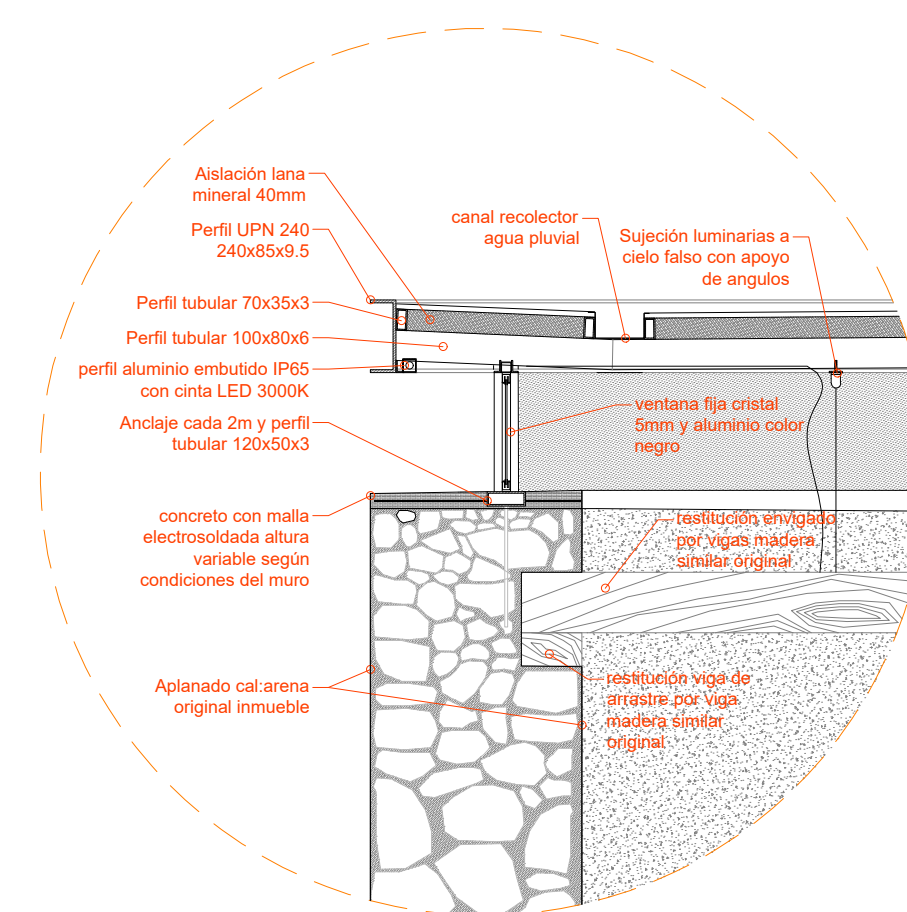 Aislación lana
mineral 40mm
Perfil UPN 240
240x85x9.5
Perfil tubular 70x35x3
Perfil tubular 100x80x6
perfil aluminio embutido IP65
con cinta LED 3000K
Anclaje cada 2m y perfil
tubular 120x50x3
concreto con malla
electrosoldada altura
variable según
condiciones del muro
Aplanado cal:arena
original inmueble
canal recolector
agua pluvial
Sujeción luminarias a
cielo falso con apoyo
de angulos
ventana fija cristal
5mm y aluminio color
negro
restitución envigado
por vigas madera
similar original
restitución viga de
arrastre por viga
madera similar
original